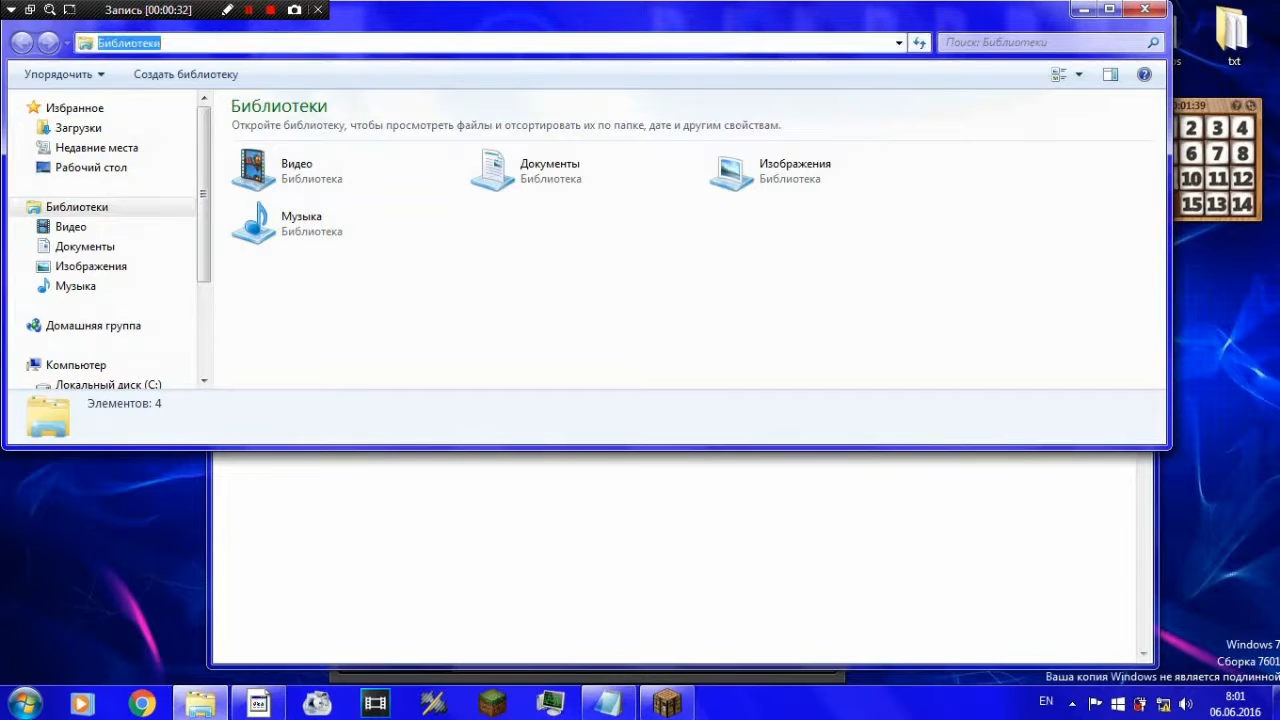 Запись [00:00:32]
Библиотеки
Поиск: Библиотеки
txt
Упорядочить
Создать библиотеку
Избранное
Загрузки
Недавние места
Рабочий стол
Библиотеки
Видео
Документы
Изображения
Музыка
Домашняя группа
Компьютер
Локальный диск (C:)
Библиотеки
Откройте библиотеку, чтобы просмотреть файлы и отсортировать их по папке, дате и другим свойствам.
Видео
Библиотека
Документы
Библиотека
Изображения
Библиотека
Музыка
Библиотека
Элементов: 4
:01:39
2 3 4
6 7 8
10 11 12
15 13 14
Windows 7
Сборка 7601
Ваша копия Windows не является подлинной
EN
8:01
06.06.2016